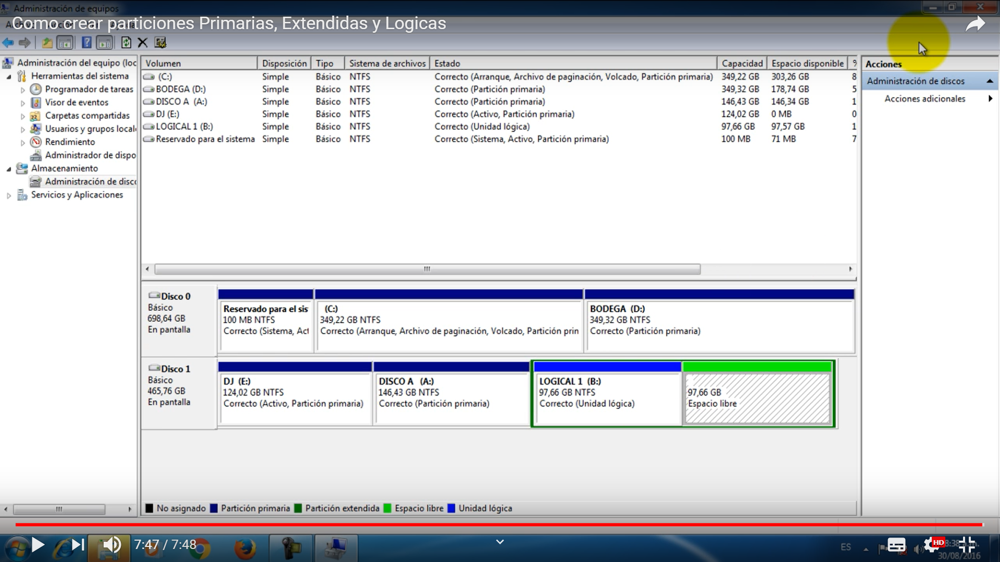 Administración de equipos
Como crear particiones Primarias, Extendidas y Logicas
Administración del equipo (loc
Herramientas del sistema
Programador de tareas
Visor de eventos
Carpetas compartidas
Usuarios y grupos local
Rendimiento
Administrador de dispo
Almacenamiento
Administración de disc
Servicios y Aplicaciones
Volumen Disposición Tipo Sistema de archivos Estado Capacidad Espacio disponible %
(C:) Simple Básico NTFS Correcto (Arranque, Archivo de paginación, Volcado, Partición primaria) 349,22 GB 303,26 GB 8
BODEGA (D:) Simple Básico NTFS Correcto (Partición primaria) 349,32 GB 178,74 GB 5
DISCO A (A:) Simple Básico NTFS Correcto (Partición primaria) 146,43 GB 146,34 GB 1
DJ (E:) Simple Básico NTFS Correcto (Activo, Partición primaria) 124,02 GB 0 MB 0
LOGICAL 1 (B:) Simple Básico NTFS Correcto (Unidad lógica) 97,66 GB 97,57 GB 1
Reservado para el sistema Simple Básico NTFS Correcto (Sistema, Activo, Partición primaria) 100 MB 71 MB 7
Acciones
Administración de discos
Acciones adicionales
Disco 0
Básico
698,64 GB
En pantalla
Reservado para el sis
100 MB NTFS
Correcto (Sistema, Act
(C:)
349,22 GB NTFS
Correcto (Arranque, Archivo de paginación, Volcado, Partición prin
BODEGA (D:)
349,32 GB NTFS
Correcto (Partición primaria)
Disco 1
Básico
465,76 GB
En pantalla
DJ (E:)
124,02 GB NTFS
Correcto (Activo, Partición primaria)
DISCO A (A:)
146,43 GB NTFS
Correcto (Partición primaria)
LOGICAL 1 (B:)
97,66 GB NTFS
Correcto (Unidad lógica)
97,66 GB
Espacio libre
No asignado Partición primaria Partición extendida Espacio libre Unidad lógica
7:47 / 7:48
ES
HD
30/08/2016